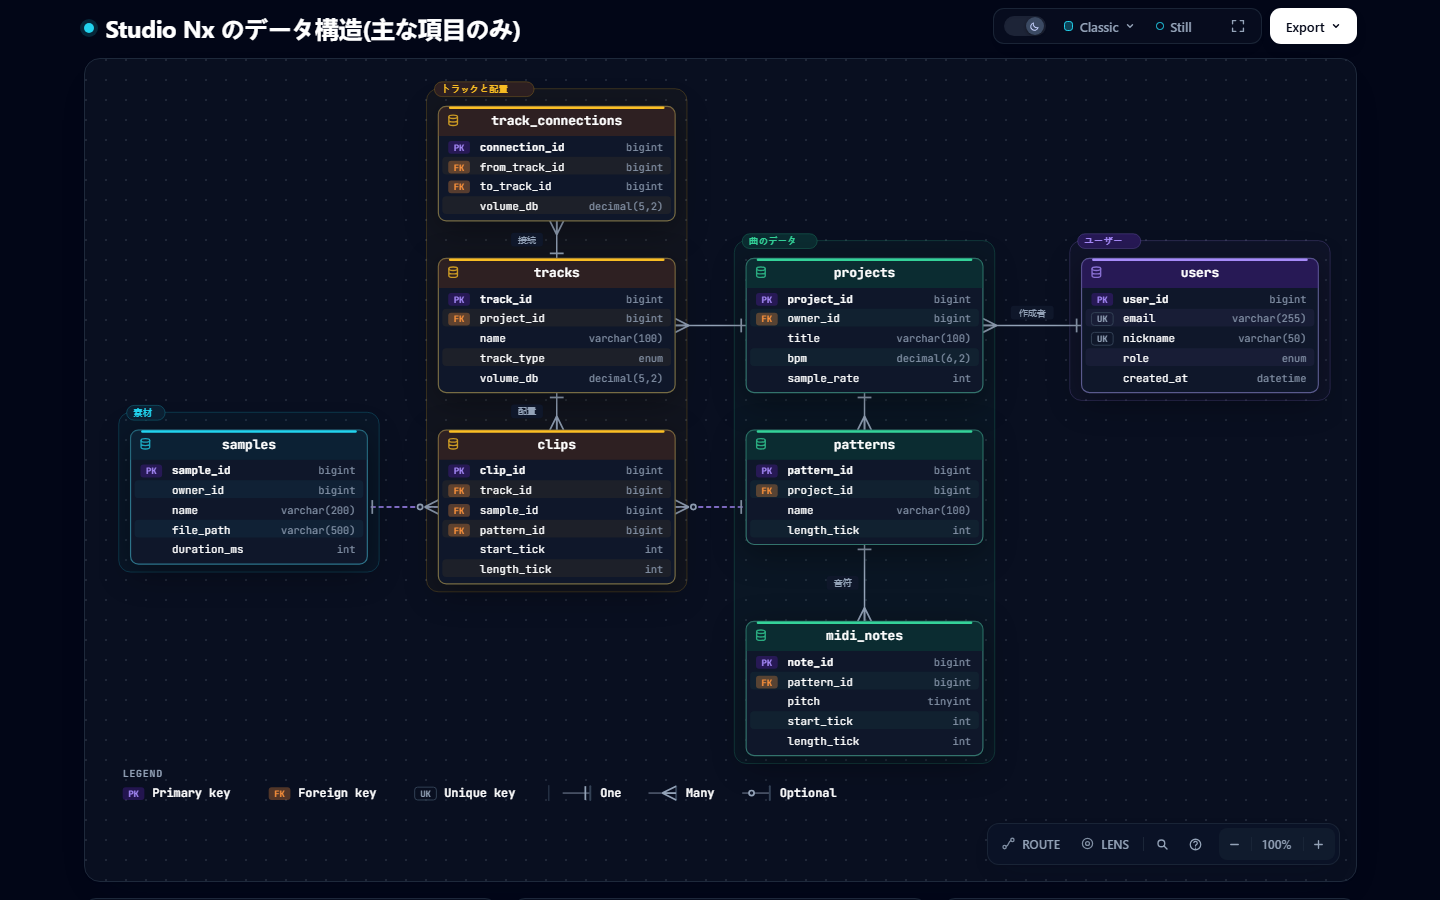 Studio Nx のデータ構造(主な項目のみ)
Classic
Still
Export
トラックと配置
track_connections
PK connection_id bigint
FK from_track_id bigint
FK to_track_id bigint
volume_db decimal(5,2)
接続
tracks
PK track_id bigint
FK project_id bigint
name varchar(100)
track_type enum
volume_db decimal(5,2)
配置
clips
PK clip_id bigint
FK track_id bigint
FK sample_id bigint
FK pattern_id bigint
start_tick int
length_tick int
素材
samples
PK sample_id bigint
owner_id bigint
name varchar(200)
file_path varchar(500)
duration_ms int
曲のデータ
projects
PK project_id bigint
FK owner_id bigint
title varchar(100)
bpm decimal(6,2)
sample_rate int
patterns
PK pattern_id bigint
FK project_id bigint
name varchar(100)
length_tick int
音符
midi_notes
PK note_id bigint
FK pattern_id bigint
pitch tinyint
start_tick int
length_tick int
作成者
ユーザー
users
PK user_id bigint
UK email varchar(255)
UK nickname varchar(50)
role enum
created_at datetime
LEGEND
PK Primary key FK Foreign key UK Unique key One Many Optional
ROUTE LENS 100%